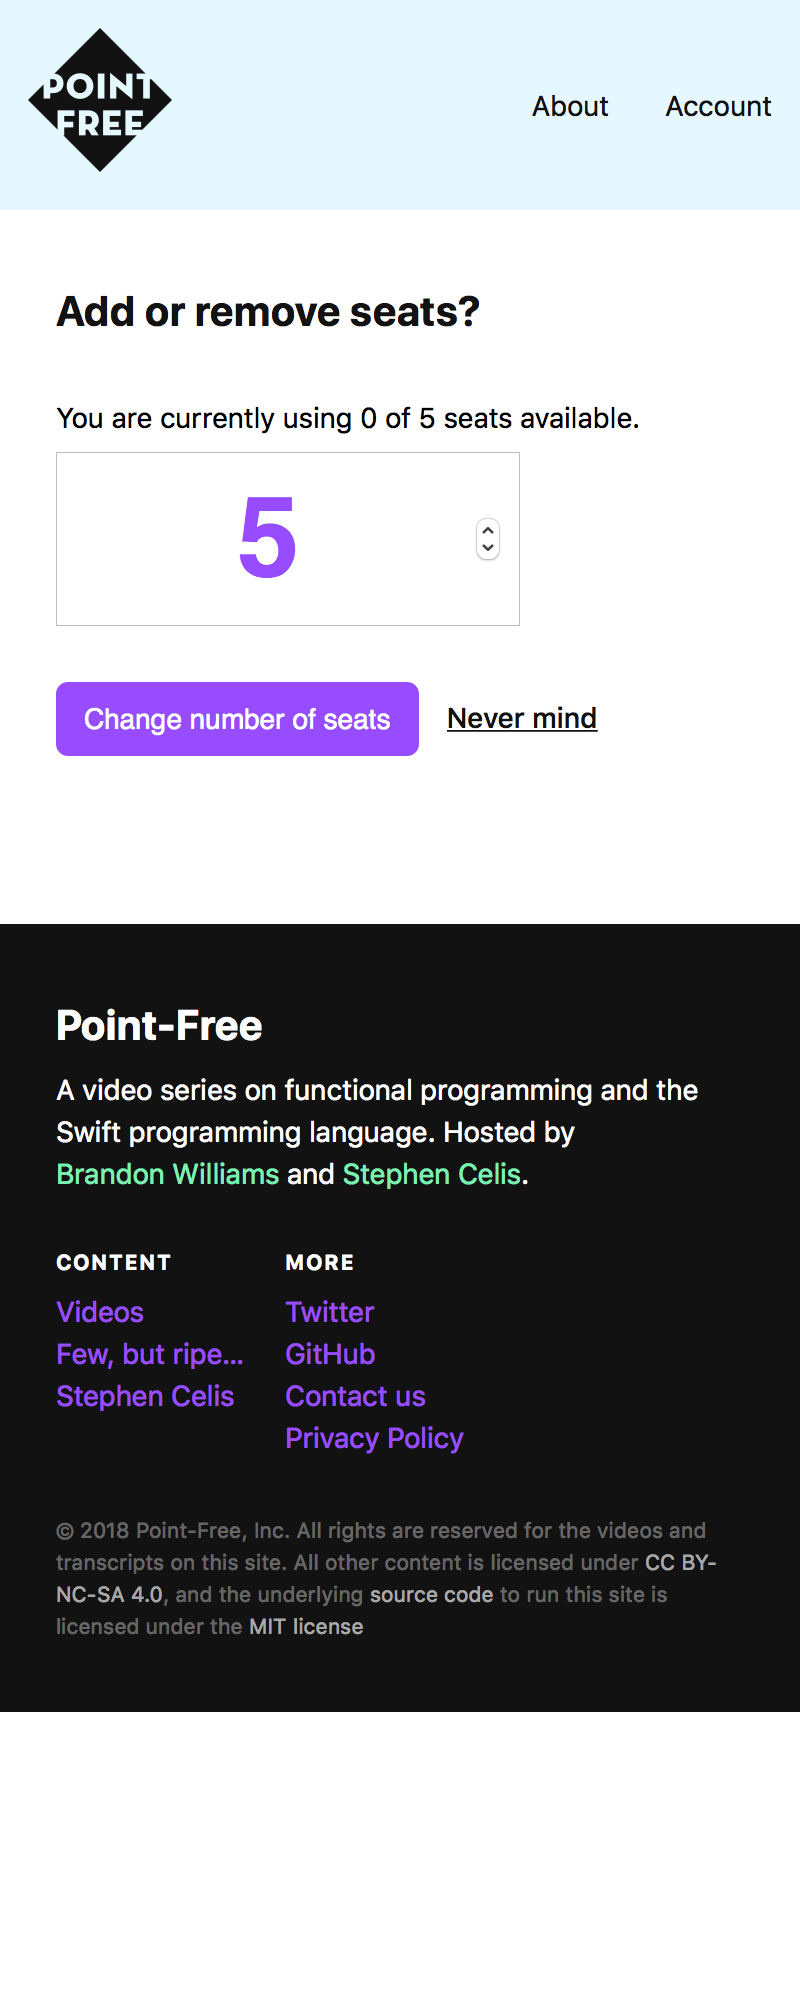 POINT
FREE
About Account
Add or remove seats?
You are currently using 0 of 5 seats available.
5
Change number of seats Never mind
Point-Free
A video series on functional programming and the
Swift programming language. Hosted by
Brandon Williams and Stephen Celis.
CONTENT MORE
Videos Twitter
Few, but ripe... GitHub
Stephen Celis Contact us
Privacy Policy
© 2018 Point-Free, Inc. All rights are reserved for the videos and
transcripts on this site. All other content is licensed under CC BY-
NC-SA 4.0, and the underlying source code to run this site is
licensed under the MIT license